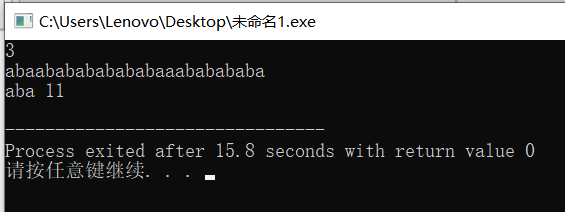 C:\Users\Lenovo\Desktop\未命名1.exe
3
abaabababababababaaababababa
aba 11

--------------------------------
Process exited after 15.8 seconds with return value 0
请按任意键继续. . .